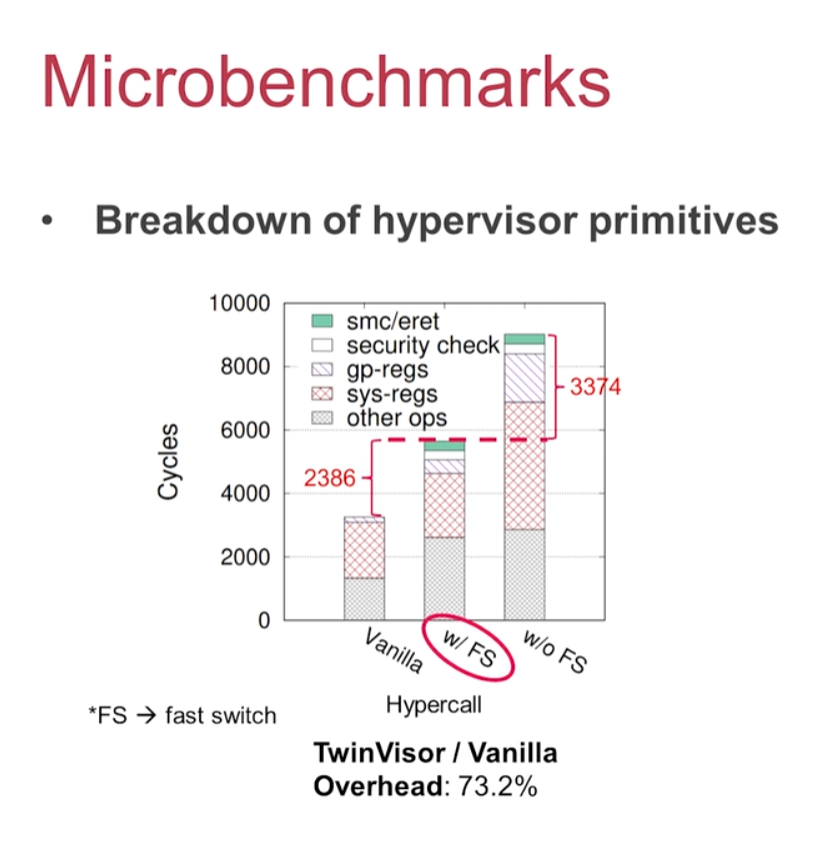 Microbenchmarks
• Breakdown of hypervisor primitives
10000
8000
6000
4000
2000
0
Cycles
smc/eret
security check
gp-regs
sys-regs
other ops
3374
2386
Vanilla
w/ FS
w/o FS
Hypercall
*FS → fast switch
TwinVisor / Vanilla
Overhead: 73.2%